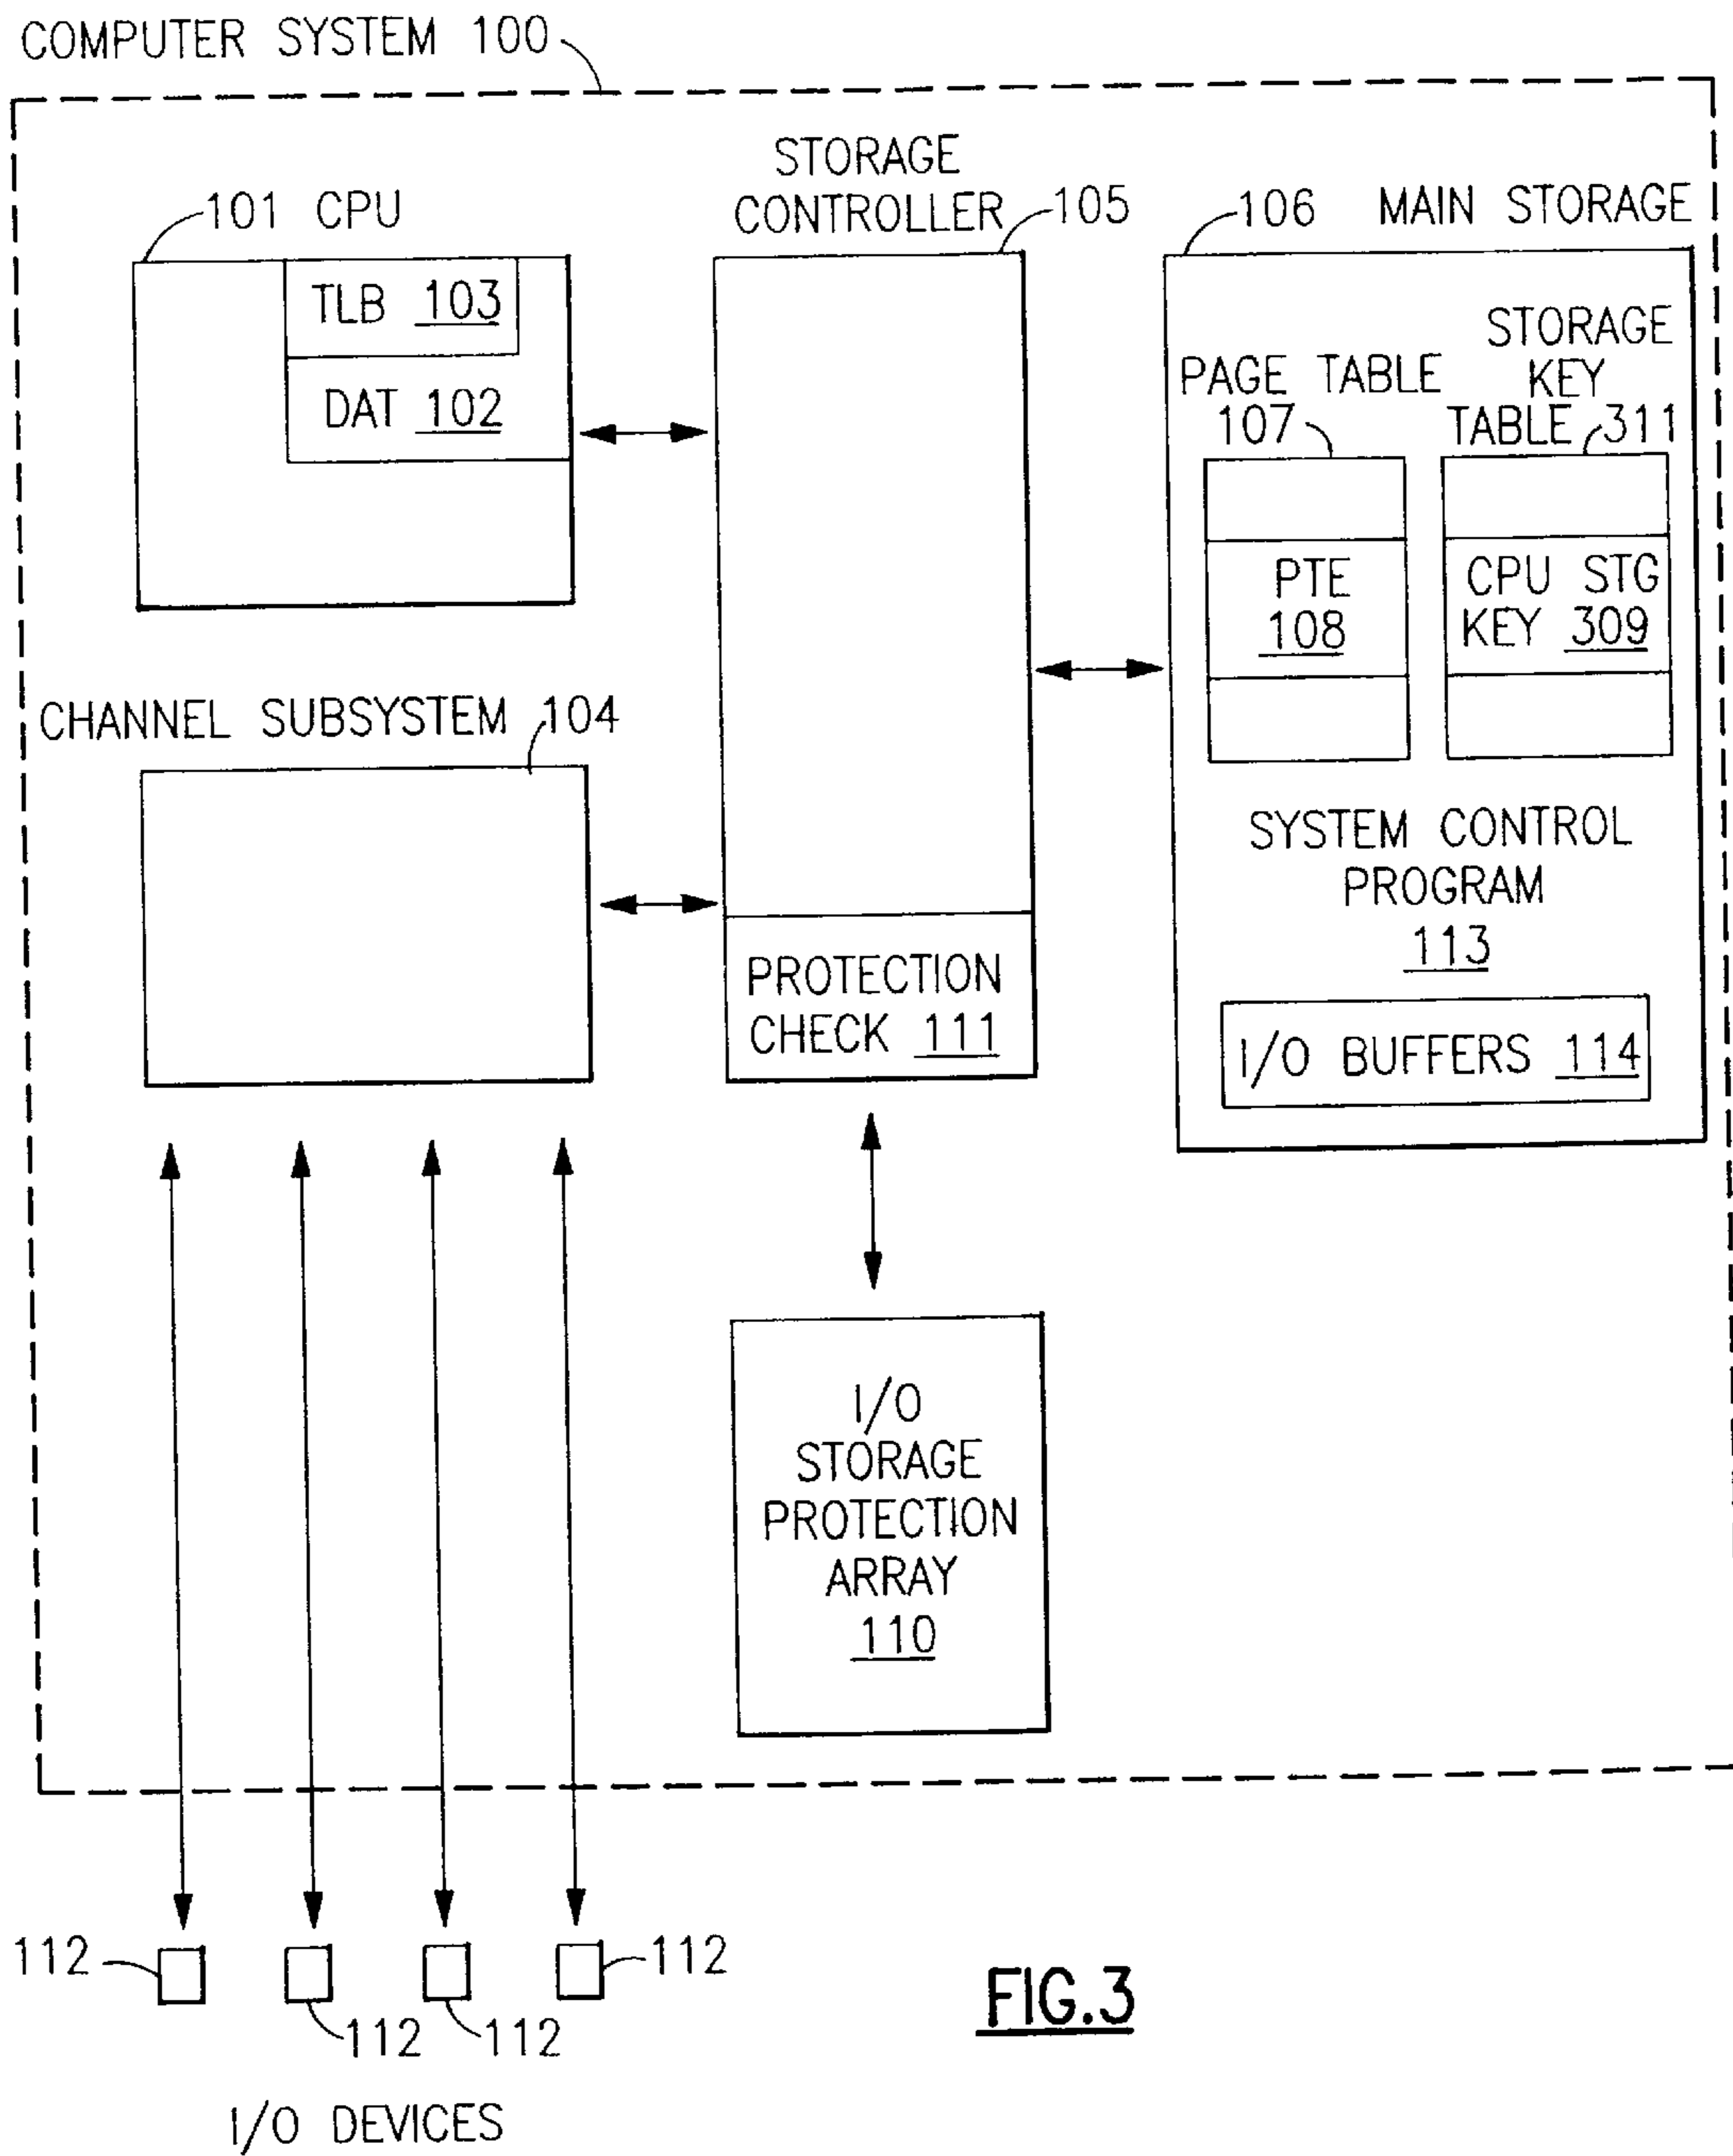 COMPUTER SYSTEM 100
101 CPU
TLB 103
DAT 102
STORAGE
CONTROLLER 105
106 MAIN STORAGE
PAGE TABLE
107
STORAGE
KEY
TABLE 311
PTE
108
CPU STG
KEY 309
CHANNEL SUBSYSTEM 104
SYSTEM CONTROL
PROGRAM
113
PROTECTION
CHECK 111
I/O BUFFERS 114
I/O
STORAGE
PROTECTION
ARRAY
110
112
112
112
112
I/O DEVICES
FIG.3